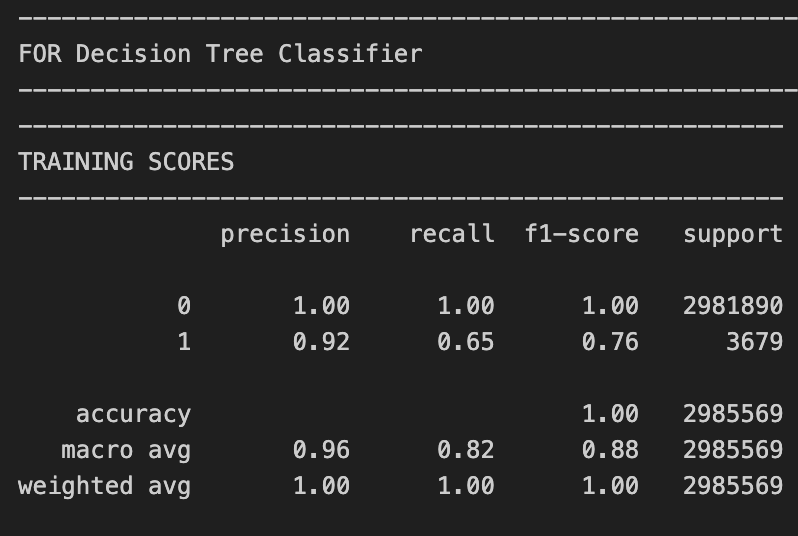 ------------------------------------------------------
FOR Decision Tree Classifier
------------------------------------------------------
-----------------------------------------------------
TRAINING SCORES
-----------------------------------------------------
              precision    recall  f1-score   support

           0       1.00      1.00      1.00   2981890
           1       0.92      0.65      0.76      3679

    accuracy                           1.00   2985569
   macro avg       0.96      0.82      0.88   2985569
weighted avg       1.00      1.00      1.00   2985569